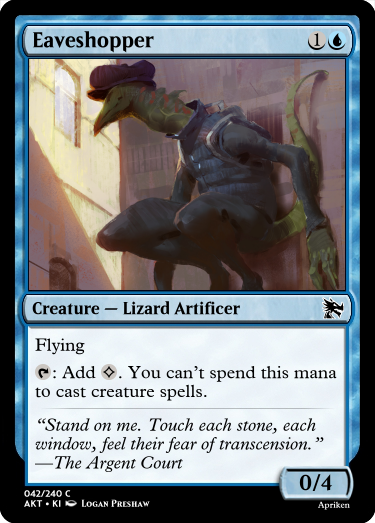 Eaveshopper 1
Creature — Lizard Artificer
Flying
: Add . You can't spend this mana
to cast creature spells.
“Stand on me. Touch each stone, each
window, feel their fear of transcension.”
—The Argent Court
0/4
042/240 C
AKT • KI Logan Preshaw
Apriken